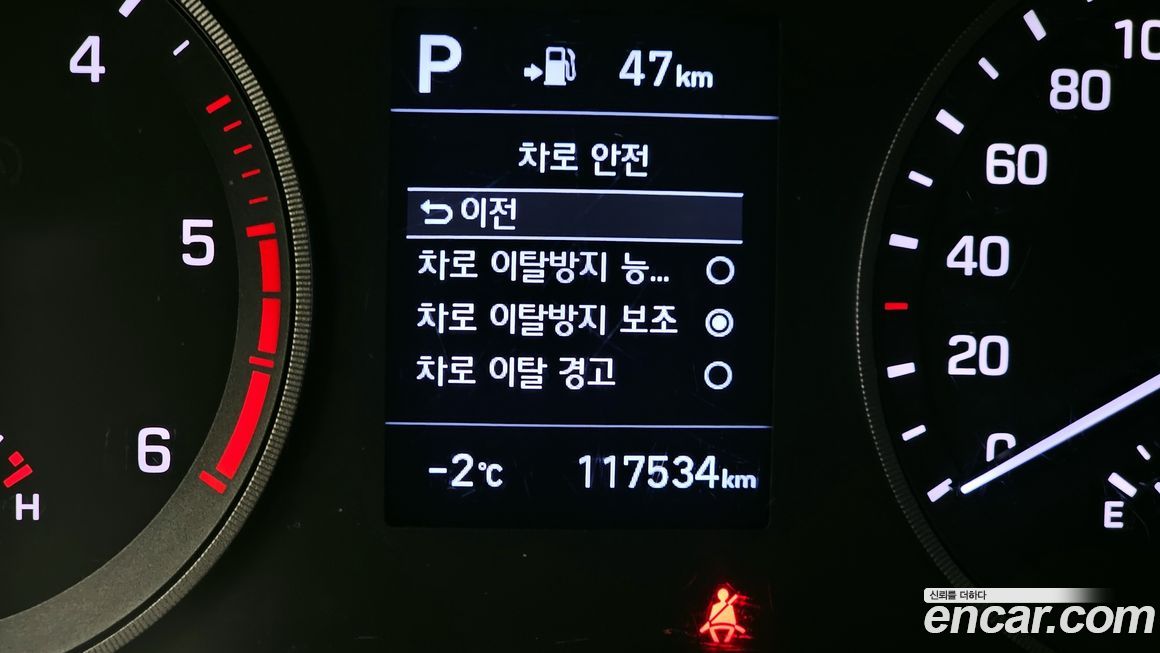 P 47km
차로 안전
이전
차로 이탈방지 능...
차로 이탈방지 보조
차로 이탈 경고
-2℃ 117534km
4
5
6
H
100
80
60
40
20
0
E
신뢰를 더하다
encar.com